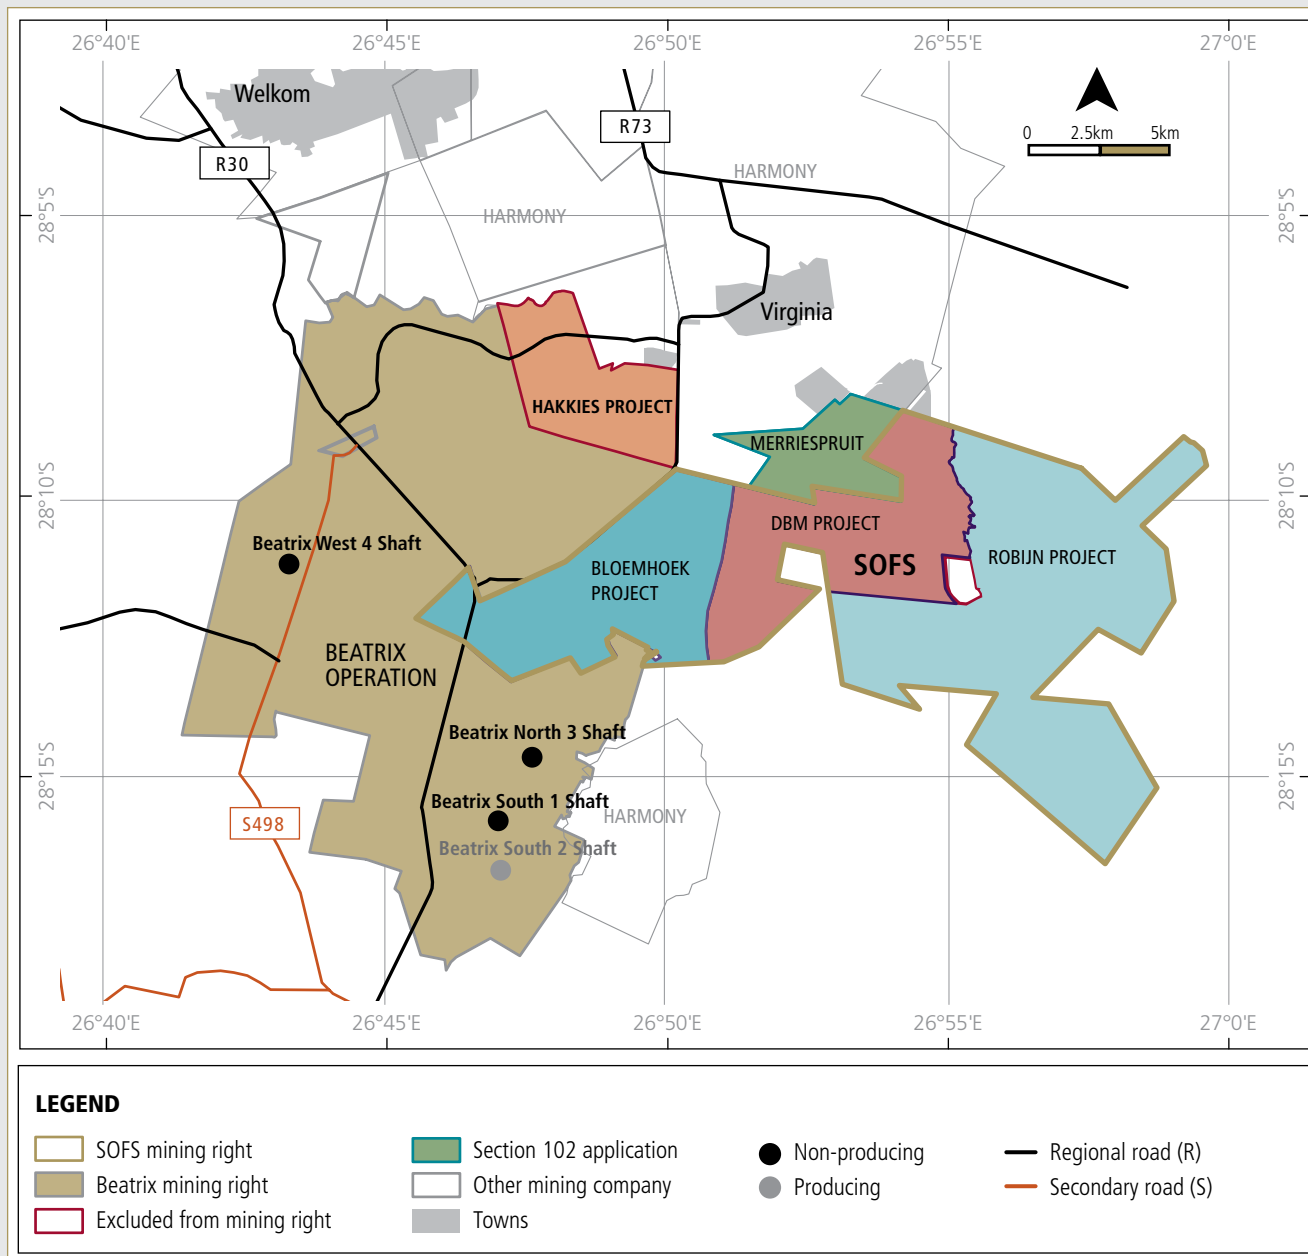 26°40'E 26°45'E 26°50'E 26°55'E 27°0'E
Welkom
R73
0 2.5km 5km
R30
HARMONY
HARMONY
28°5'S 28°5'S
Virginia
HAKKIES PROJECT
MERRIESPRUIT
28°10'S 28°10'S
DBM PROJECT
Beatrix West 4 Shaft
SOFS
ROBIJN PROJECT
BLOEMHOEK
PROJECT
BEATRIX
OPERATION
Beatrix North 3 Shaft
28°15'S 28°15'S
Beatrix South 1 Shaft
HARMONY
S498
Beatrix South 2 Shaft
26°40'E 26°45'E 26°50'E 26°55'E 27°0'E
LEGEND
SOFS mining right
Beatrix mining right
Excluded from mining right
Section 102 application
Other mining company
Towns
Non-producing
Producing
Regional road (R)
Secondary road (S)